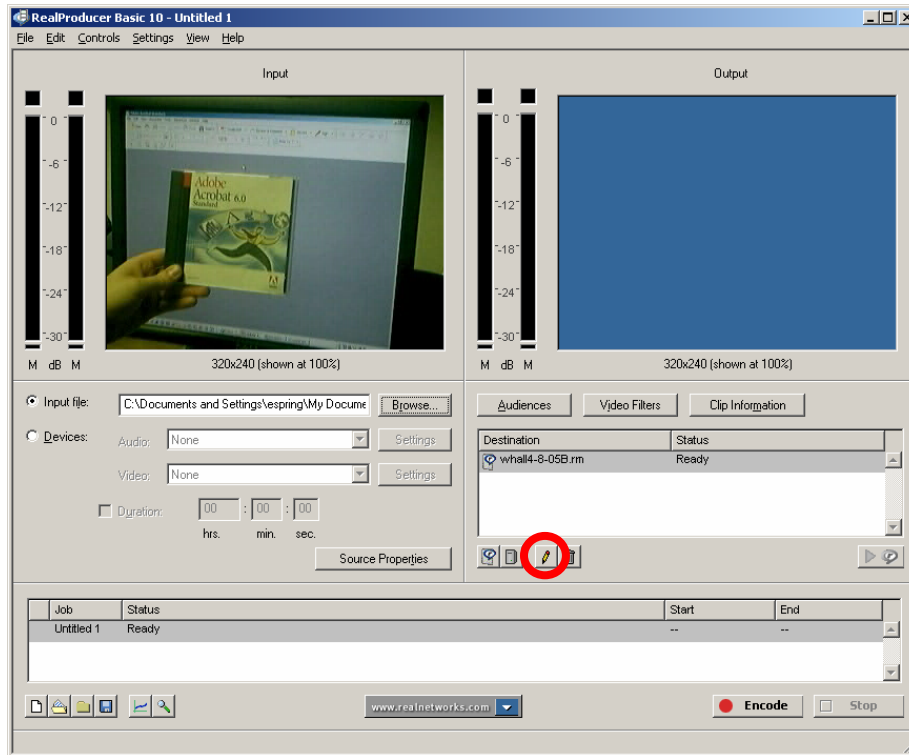 RealProducer Basic 10 - Untitled 1
File Edit Controls Settings View Help
Input
0
-6
-12
-18
-24
-30
M dB M
Adobe
Acrobat 6.0
Standard
320x240 (shown at 100%)
Output
0
-6
-12
-18
-24
-30
M dB M
320x240 (shown at 100%)
Input file: C:\Documents and Settings\espring\My Docume Browse...
Devices: Audio: None Settings
Video: None Settings
Duration: 00 : 00 : 00
hrs. min. sec.
Source Properties
Audiences Video Filters Clip Information
Destination Status
whall4-8-05B.rm Ready
Job Status Start End
Untitled 1 Ready -- --
www.realnetworks.com
Encode Stop